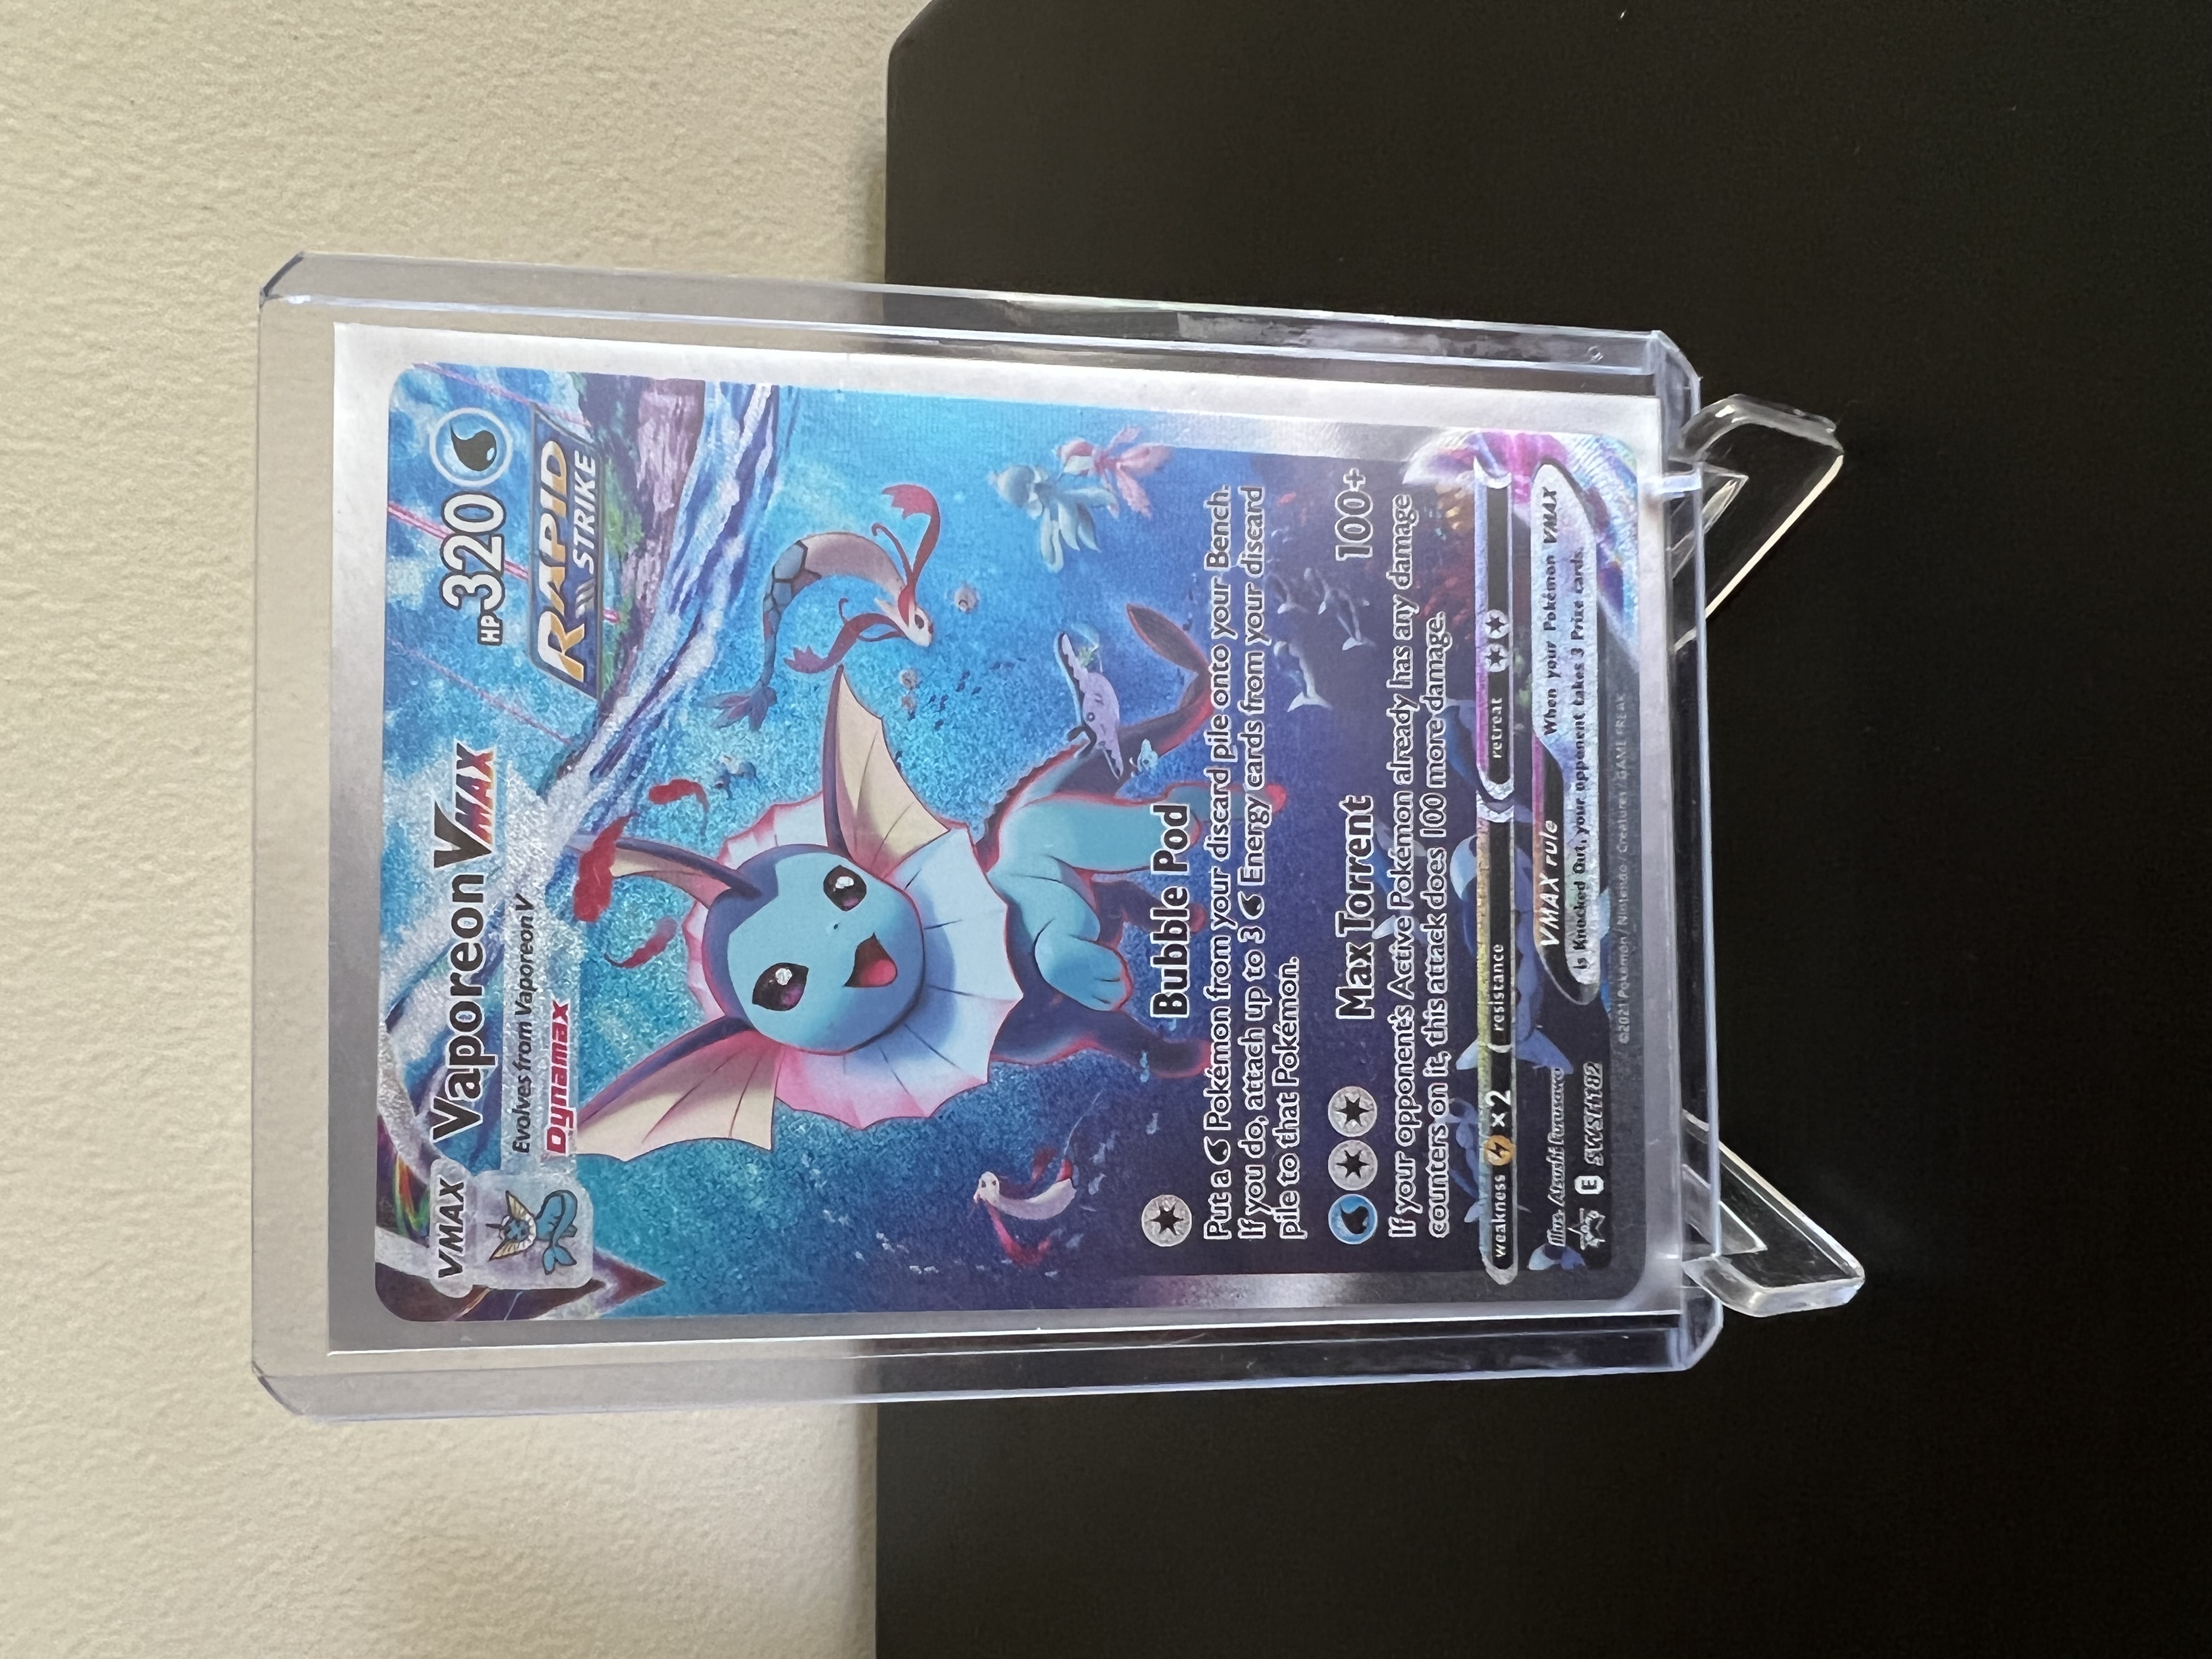 VMAX Vaporeon VMAX HP 320
Evolves from Vaporeon V
Dynamax
RAPID
STRIKE
Bubble Pod
Put a Pokémon from your discard pile onto your Bench.
If you do, attach up to 3 Energy cards from your discard
pile to that Pokémon.
Max Torrent 100+
If your opponent's Active Pokémon already has any damage
counters on it, this attack does 100 more damage.
weakness ×2 resistance retreat
Illus. Atsushi Furusawa
VMAX rule When your Pokémon VMAX
is Knocked Out, your opponent takes 3 Prize cards.
E SWSH182
©2021 Pokémon / Nintendo / Creatures / GAME FREAK